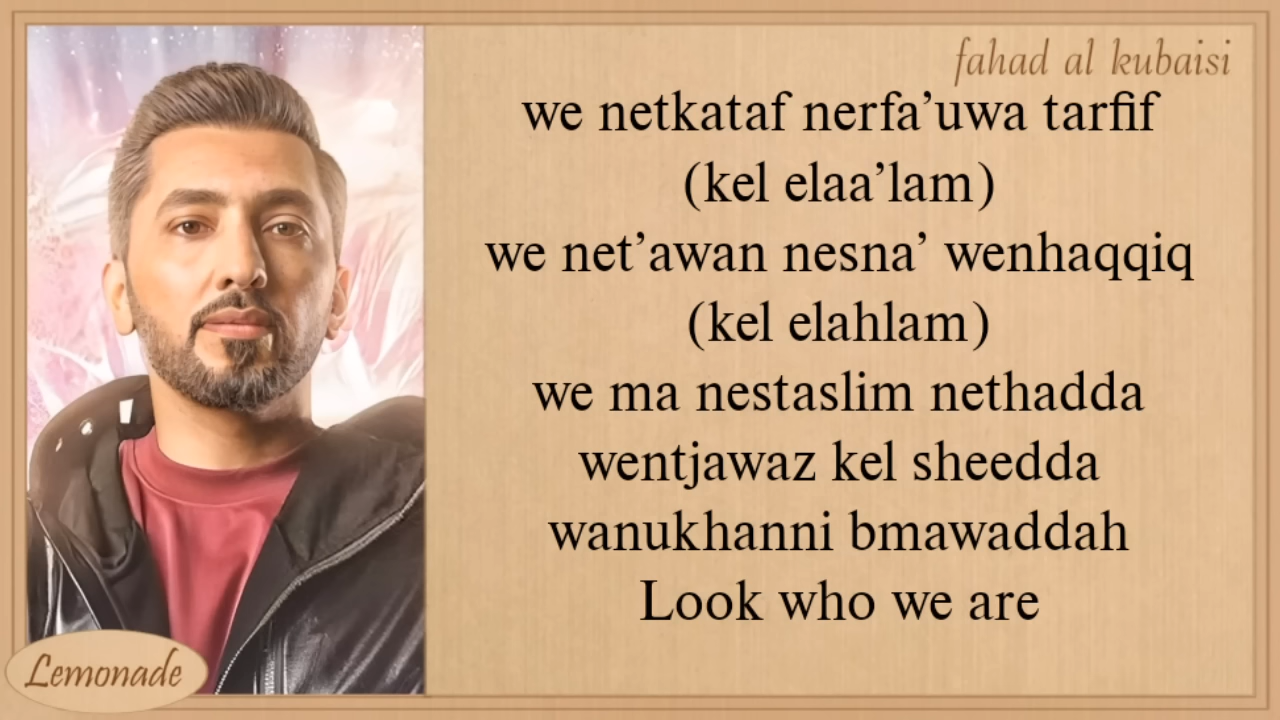 fahad al kubaisi
we netkataf nerfa’uwa tarfif
(kel elaa’lam)
we net’awan nesna’ wenhaqqiq
(kel elahlam)
we ma nestaslim nethadda
wentjawaz kel sheedda
wanukhanni bmawaddah
Look who we are
Lemonade